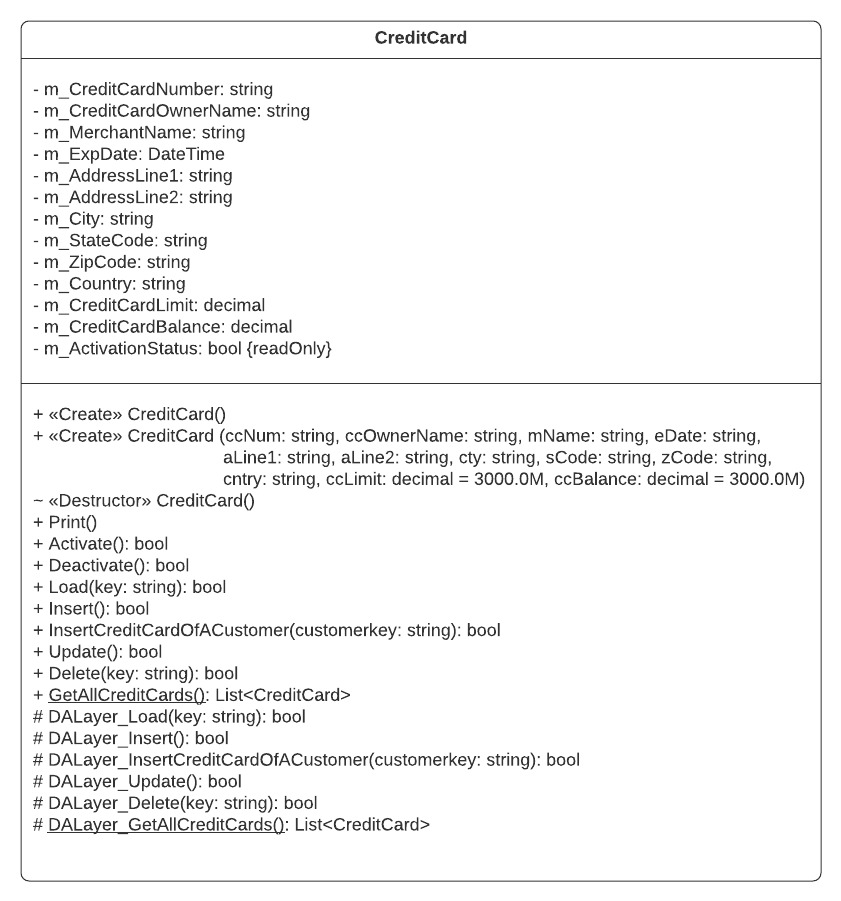 CreditCard
- m_CreditCardNumber: string
- m_CreditCardOwnerName: string
- m_MerchantName: string
- m_ExpDate: DateTime
- m_AddressLine1: string
- m_AddressLine2: string
- m_City: string
- m_StateCode: string
- m_ZipCode: string
- m_Country: string
- m_CreditCardLimit: decimal
- m_CreditCardBalance: decimal
- m_ActivationStatus: bool {readOnly}
+ «Create» CreditCard()
+ «Create» CreditCard (ccNum: string, ccOwnerName: string, mName: string, eDate: string,
aLine1: string, aLine2: string, cty: string, sCode: string, zCode: string,
cntry: string, ccLimit: decimal = 3000.0M, ccBalance: decimal = 3000.0M)
~ «Destructor» CreditCard()
+ Print()
+ Activate(): bool
+ Deactivate(): bool
+ Load(key: string): bool
+ Insert(): bool
+ InsertCreditCardOfACustomer(customerkey: string): bool
+ Update(): bool
+ Delete(key: string): bool
+ GetAllCreditCards(): List<CreditCard>
# DALayer_Load(key: string): bool
# DALayer_Insert(): bool
# DALayer_InsertCreditCardOfACustomer(customerkey: string): bool
# DALayer_Update(): bool
# DALayer_Delete(key: string): bool
# DALayer_GetAllCreditCards(): List<CreditCard>